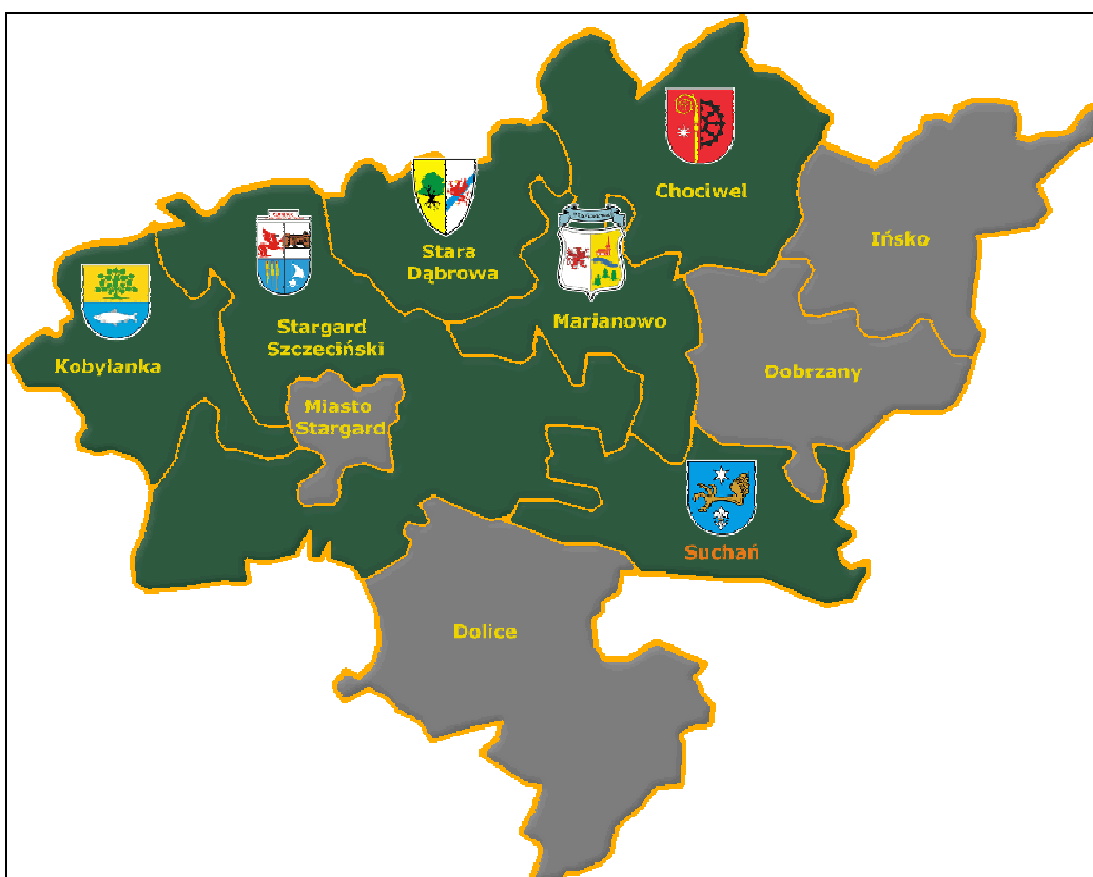 Chociwel
Ińsko
Stara
Dąbrowa
Marianowo
Stargard
Szczeciński
Kobylanka
Dobrzany
Miasto
Stargard
Suchań
Dolice